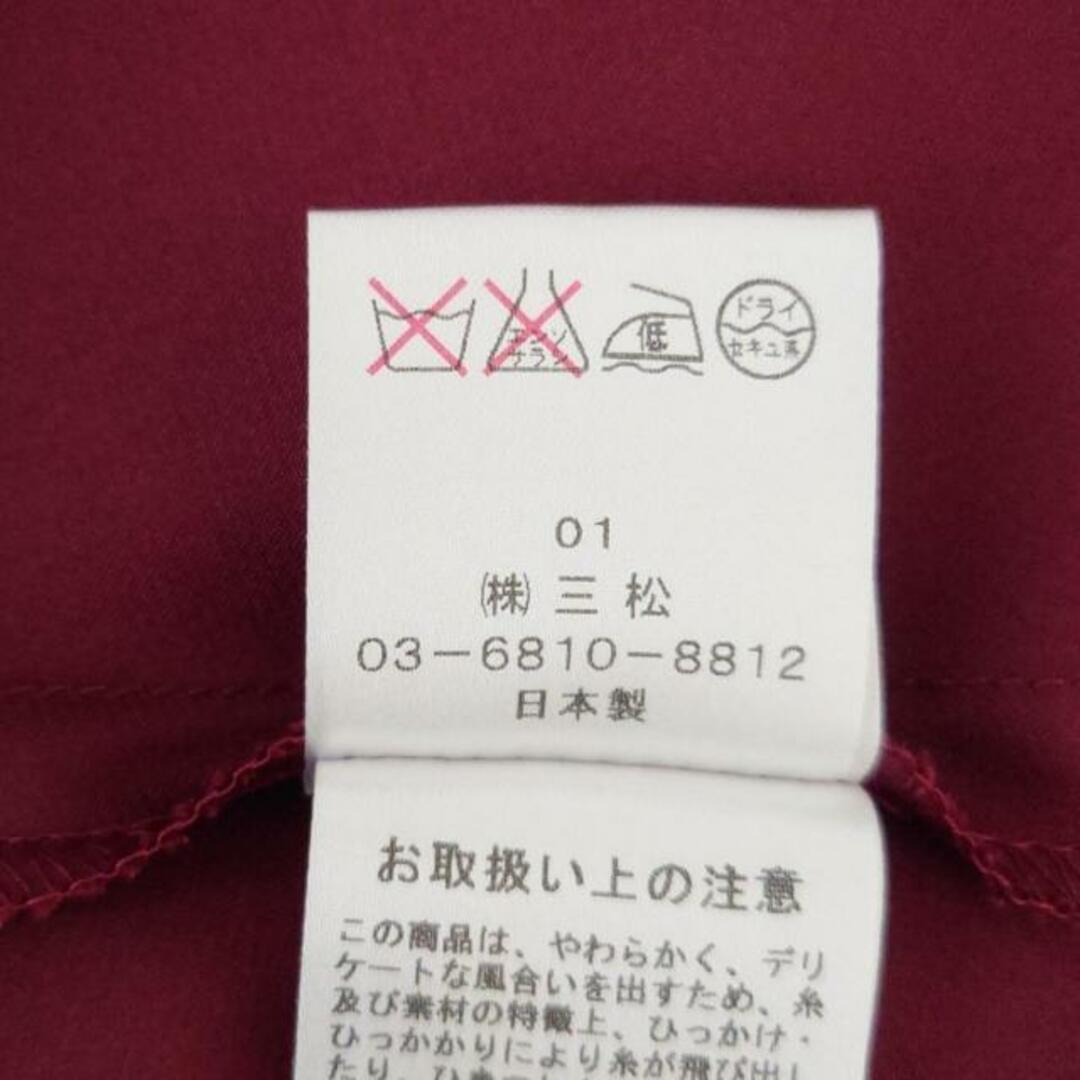 エンソ
サラシ
低
ドライ
セキユ系
01
㈱三松
03-6810-8812
日本製
お取扱い上の注意
この商品は、やわらかく、デリ
ケートな風合いを出すため、糸
及び素材の特徴上、ひっかけ・
ひっかかりにより糸が飛び出し
たり、ひ